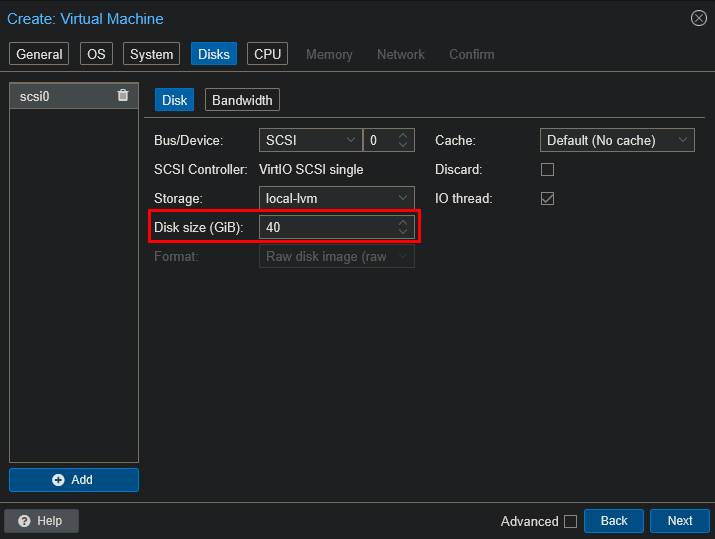 Create: Virtual Machine
General OS System Disks CPU Memory Network Confirm
scsi0
Disk Bandwidth
Bus/Device: SCSI 0 Cache: Default (No cache)
SCSI Controller: VirtIO SCSI single Discard:
Storage: local-lvm IO thread:
Disk size (GiB): 40
Format: Raw disk image (raw
Add
Help Advanced Back Next